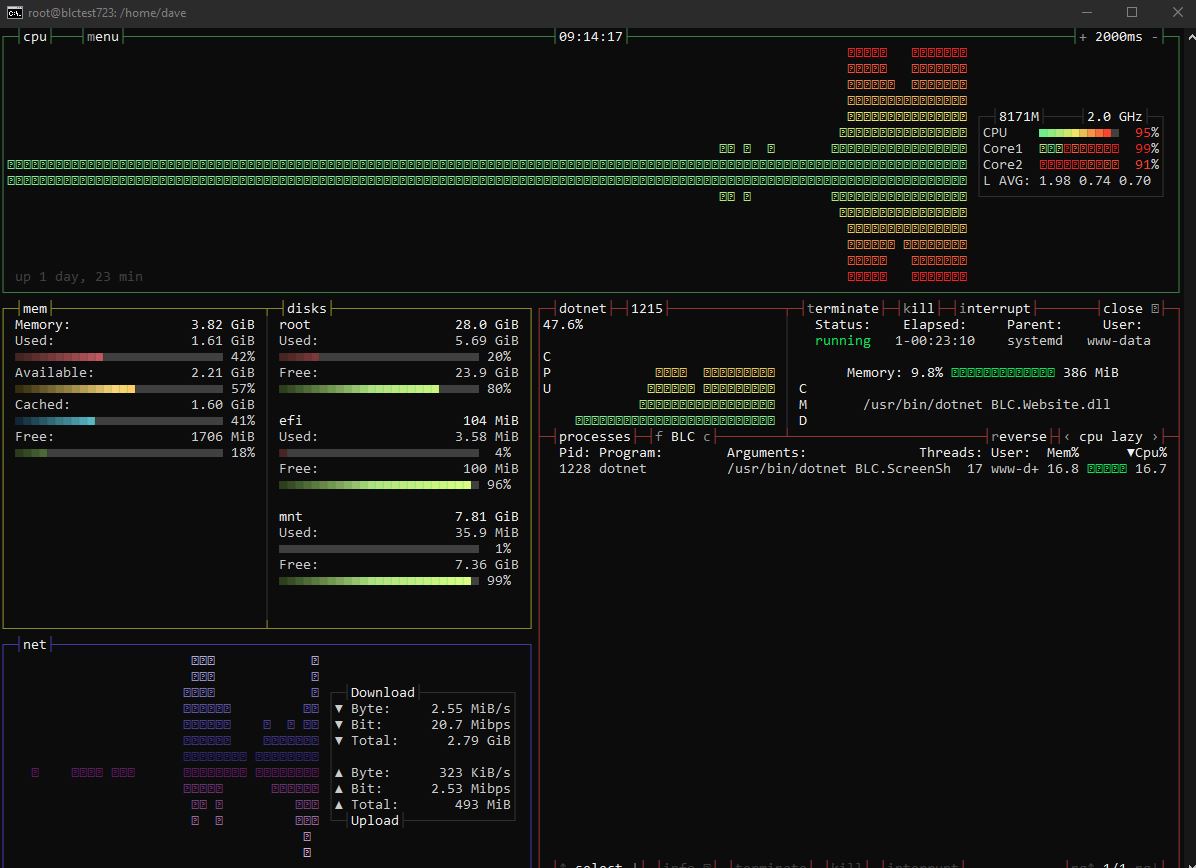 root@blctest723: /home/dave
cpu menu 09:14:17 + 2000ms -
8171M 2.0 GHz
CPU 95%
Core1 99%
Core2 91%
L AVG: 1.98 0.74 0.70
up 1 day, 23 min
mem
Memory: 3.82 GiB
Used: 1.61 GiB
42%
Available: 2.21 GiB
57%
Cached: 1.60 GiB
41%
Free: 1706 MiB
18%
disks
root 28.0 GiB
Used: 5.69 GiB
20%
Free: 23.9 GiB
80%
efi 104 MiB
Used: 3.58 MiB
4%
Free: 100 MiB
96%
mnt 7.81 GiB
Used: 35.9 MiB
1%
Free: 7.36 GiB
99%
dotnet 1215 terminate kill interrupt close
47.6%
CPU
Status: Elapsed: Parent: User:
running 1-00:23:10 systemd www-data
Memory: 9.8% 386 MiB
CMD
/usr/bin/dotnet BLC.Website.dll
processes f BLC c reverse ‹ cpu lazy ›
Pid: Program: Arguments: Threads: User: Mem% ▼Cpu%
1228 dotnet /usr/bin/dotnet BLC.ScreenSh 17 www-d+ 16.8 16.7
net
Download
▼ Byte: 2.55 MiB/s
▼ Bit: 20.7 Mibps
▼ Total: 2.79 GiB
▲ Byte: 323 KiB/s
▲ Bit: 2.53 Mibps
▲ Total: 493 MiB
Upload
↑ select ↓ info terminate kill interrupt 1/1